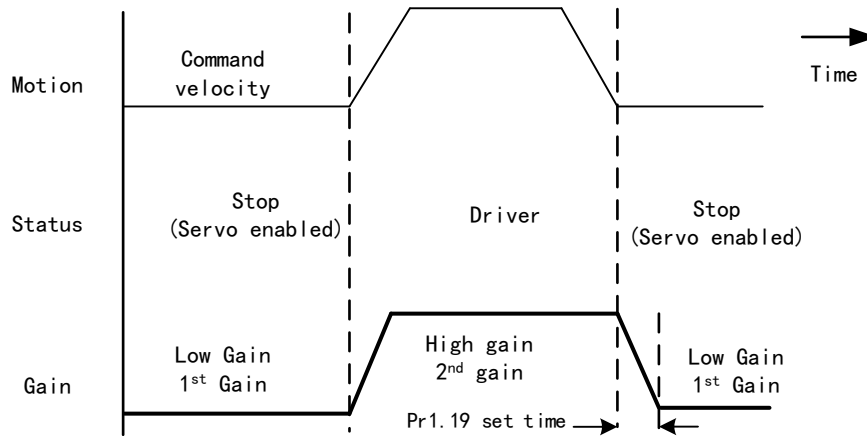 Command
velocity
Motion
Time
Stop
(Servo enabled)
Status
Driver
Stop
(Servo enabled)
Low Gain
1st Gain
Gain
High gain
2nd gain
Low Gain
1st Gain
Pr1.19 set time